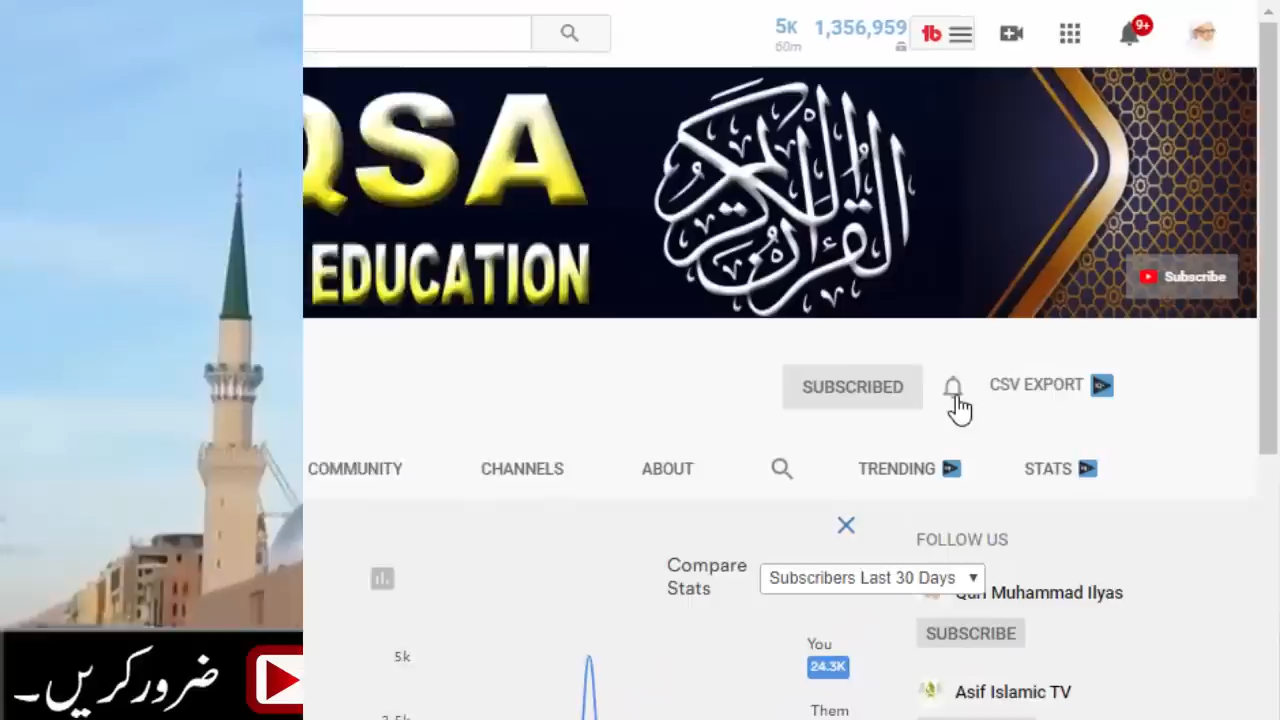 5K 1,356,959
60m
9+
QSA
القرآن الكريم
EDUCATION
Subscribe
SUBSCRIBED CSV EXPORT
COMMUNITY CHANNELS ABOUT TRENDING STATS
FOLLOW US
Compare Stats
Subscribers Last 30 Days
Muhammad Ilyas
SUBSCRIBE
You
24.3K
5k
Asif Islamic TV
Them
ضرور کریں۔